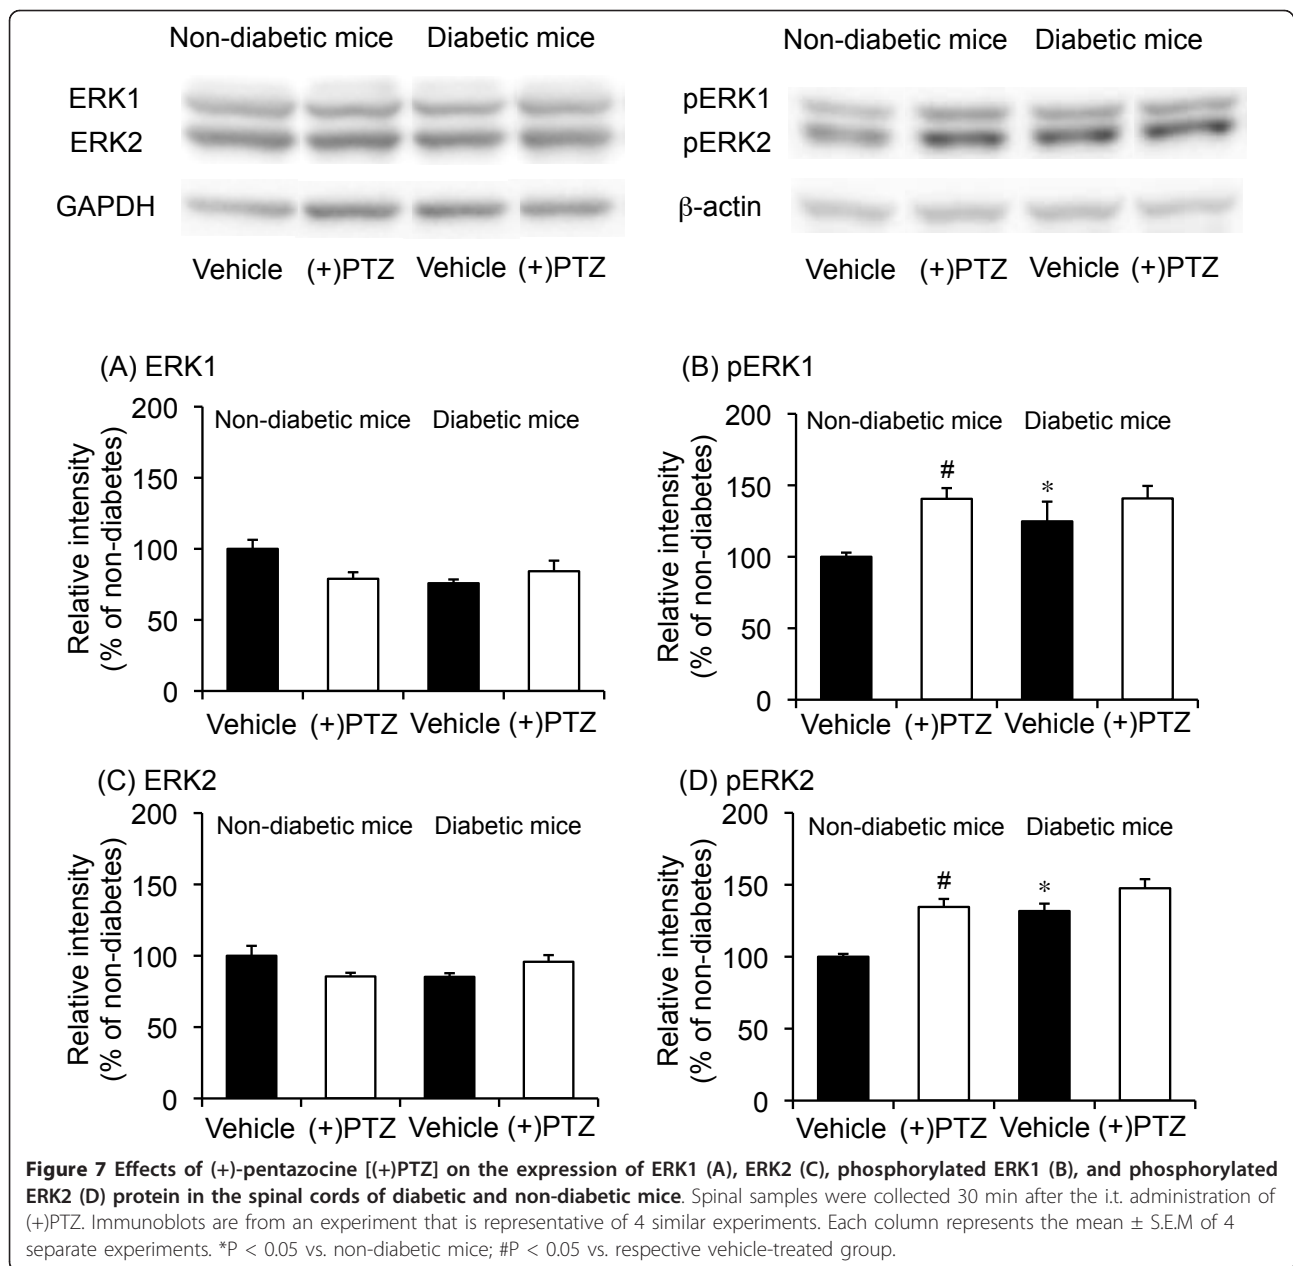 Non-diabetic mice Diabetic mice
ERK1
ERK2
GAPDH
Vehicle (+)PTZ Vehicle (+)PTZ
Non-diabetic mice Diabetic mice
pERK1
pERK2
β-actin
Vehicle (+)PTZ Vehicle (+)PTZ
(A) ERK1
Relative intensity
(% of non-diabetes)
200
150
100
50
0
Non-diabetic mice Diabetic mice
Vehicle (+)PTZ Vehicle (+)PTZ
(B) pERK1
Relative intensity
(% of non-diabetes)
200
150
100
50
0
Non-diabetic mice Diabetic mice
# *
Vehicle (+)PTZ Vehicle (+)PTZ
(C) ERK2
Relative intensity
(% of non-diabetes)
200
150
100
50
0
Non-diabetic mice Diabetic mice
Vehicle (+)PTZ Vehicle (+)PTZ
(D) pERK2
Relative intensity
(% of non-diabetes)
200
150
100
50
0
Non-diabetic mice Diabetic mice
# *
Vehicle (+)PTZ Vehicle (+)PTZ
Figure 7 Effects of (+)-pentazocine [(+)PTZ] on the expression of ERK1 (A), ERK2 (C), phosphorylated ERK1 (B), and phosphorylated
ERK2 (D) protein in the spinal cords of diabetic and non-diabetic mice. Spinal samples were collected 30 min after the i.t. administration of
(+)PTZ. Immunoblots are from an experiment that is representative of 4 similar experiments. Each column represents the mean ± S.E.M of 4
separate experiments. *P < 0.05 vs. non-diabetic mice; #P < 0.05 vs. respective vehicle-treated group.